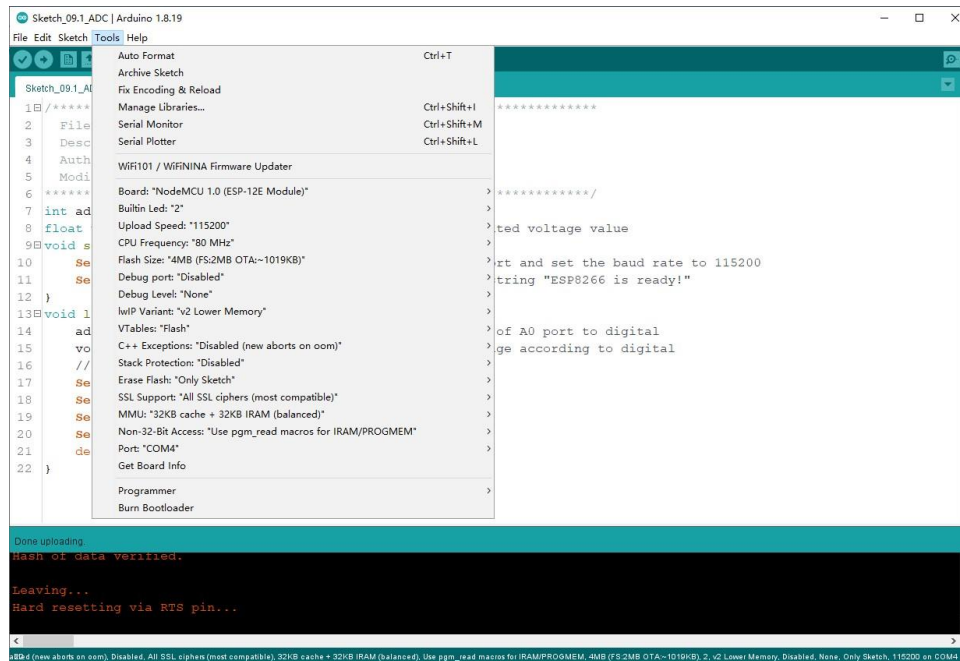 Sketch_09.1_ADC | Arduino 1.8.19
File Edit Sketch Tools Help
Auto Format Ctrl+T
Archive Sketch
Fix Encoding & Reload
Manage Libraries... Ctrl+Shift+I
Serial Monitor Ctrl+Shift+M
Serial Plotter Ctrl+Shift+L
WiFi101 / WiFiNINA Firmware Updater
Board: "NodeMCU 1.0 (ESP-12E Module)"
Builtin Led: "2"
Upload Speed: "115200"
CPU Frequency: "80 MHz"
Flash Size: "4MB (FS:2MB OTA:~1019KB)"
Debug port: "Disabled"
Debug Level: "None"
lwIP Variant: "v2 Lower Memory"
VTables: "Flash"
C++ Exceptions: "Disabled (new aborts on oom)"
Stack Protection: "Disabled"
Erase Flash: "Only Sketch"
SSL Support: "All SSL ciphers (most compatible)"
MMU: "32KB cache + 32KB IRAM (balanced)"
Non-32-Bit Access: "Use pgm_read macros for IRAM/PROGMEM"
Port: "COM4"
Get Board Info
Programmer
Burn Bootloader
Sketch_09.1_AD
1 /***** *************
2 File
3 Desc
4 Auth
5 Modi
6 ***** ************/
7 int ad
8 float ted voltage value
9 void s
10 Se rt and set the baud rate to 115200
11 Se tring "ESP8266 is ready!"
12 }
13 void l
14 ad of A0 port to digital
15 vo ge according to digital
16 //
17 Se
18 Se
19 Se
20 Se
21 de
22 }
Done uploading.
Hash of data verified.
Leaving...
Hard resetting via RTS pin...
(new aborts on oom), Disabled, All SSL ciphers (most compatible), 32KB cache + 32KB IRAM (balanced), Use pgm_read macros for IRAM/PROGMEM, 4MB (FS:2MB OTA:~1019KB), 2, v2 Lower Memory, Disabled, None, Only Sketch, 115200 on COM4